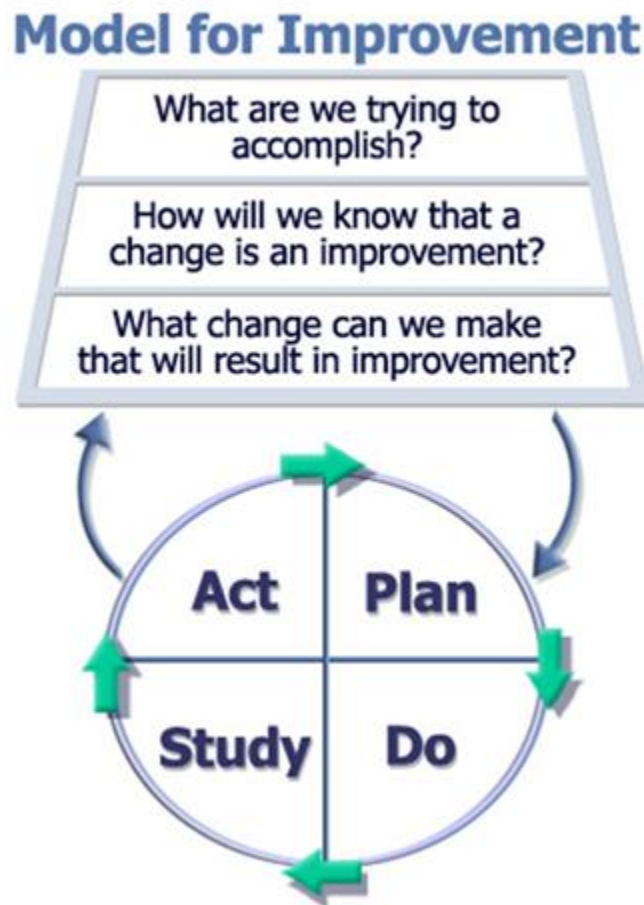 Model for Improvement
What are we trying to
accomplish?
How will we know that a
change is an improvement?
What change can we make
that will result in improvement?
Act
Plan
Study
Do